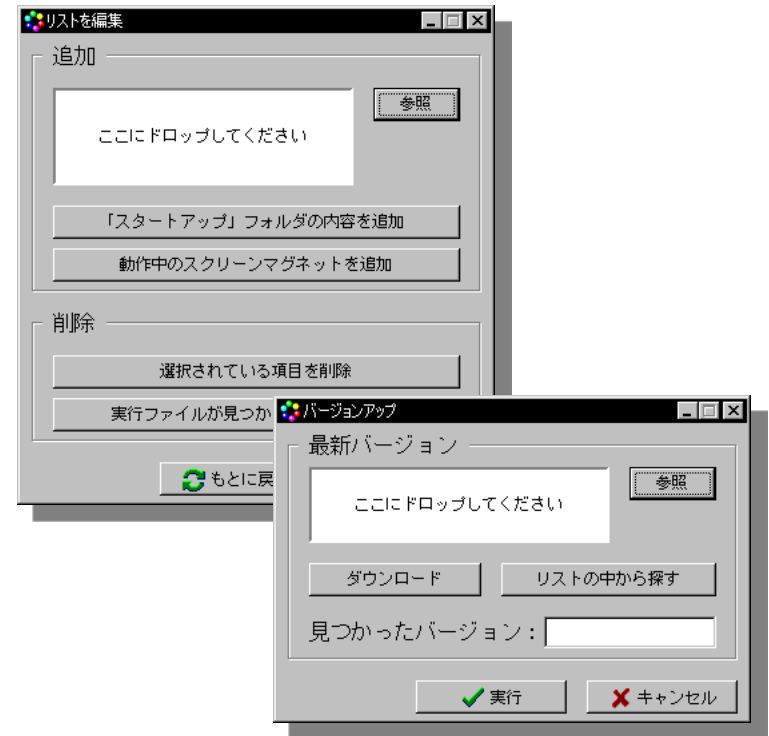 リストを編集
追加
ここにドロップしてください
参照
「スタートアップ」フォルダの内容を追加
動作中のスクリーンマグネットを追加
削除
選択されている項目を削除
実行ファイルが見つか
もとに戻
バージョンアップ
最新バージョン
ここにドロップしてください
参照
ダウンロード
リストの中から探す
見つかったバージョン：
実行
キャンセル